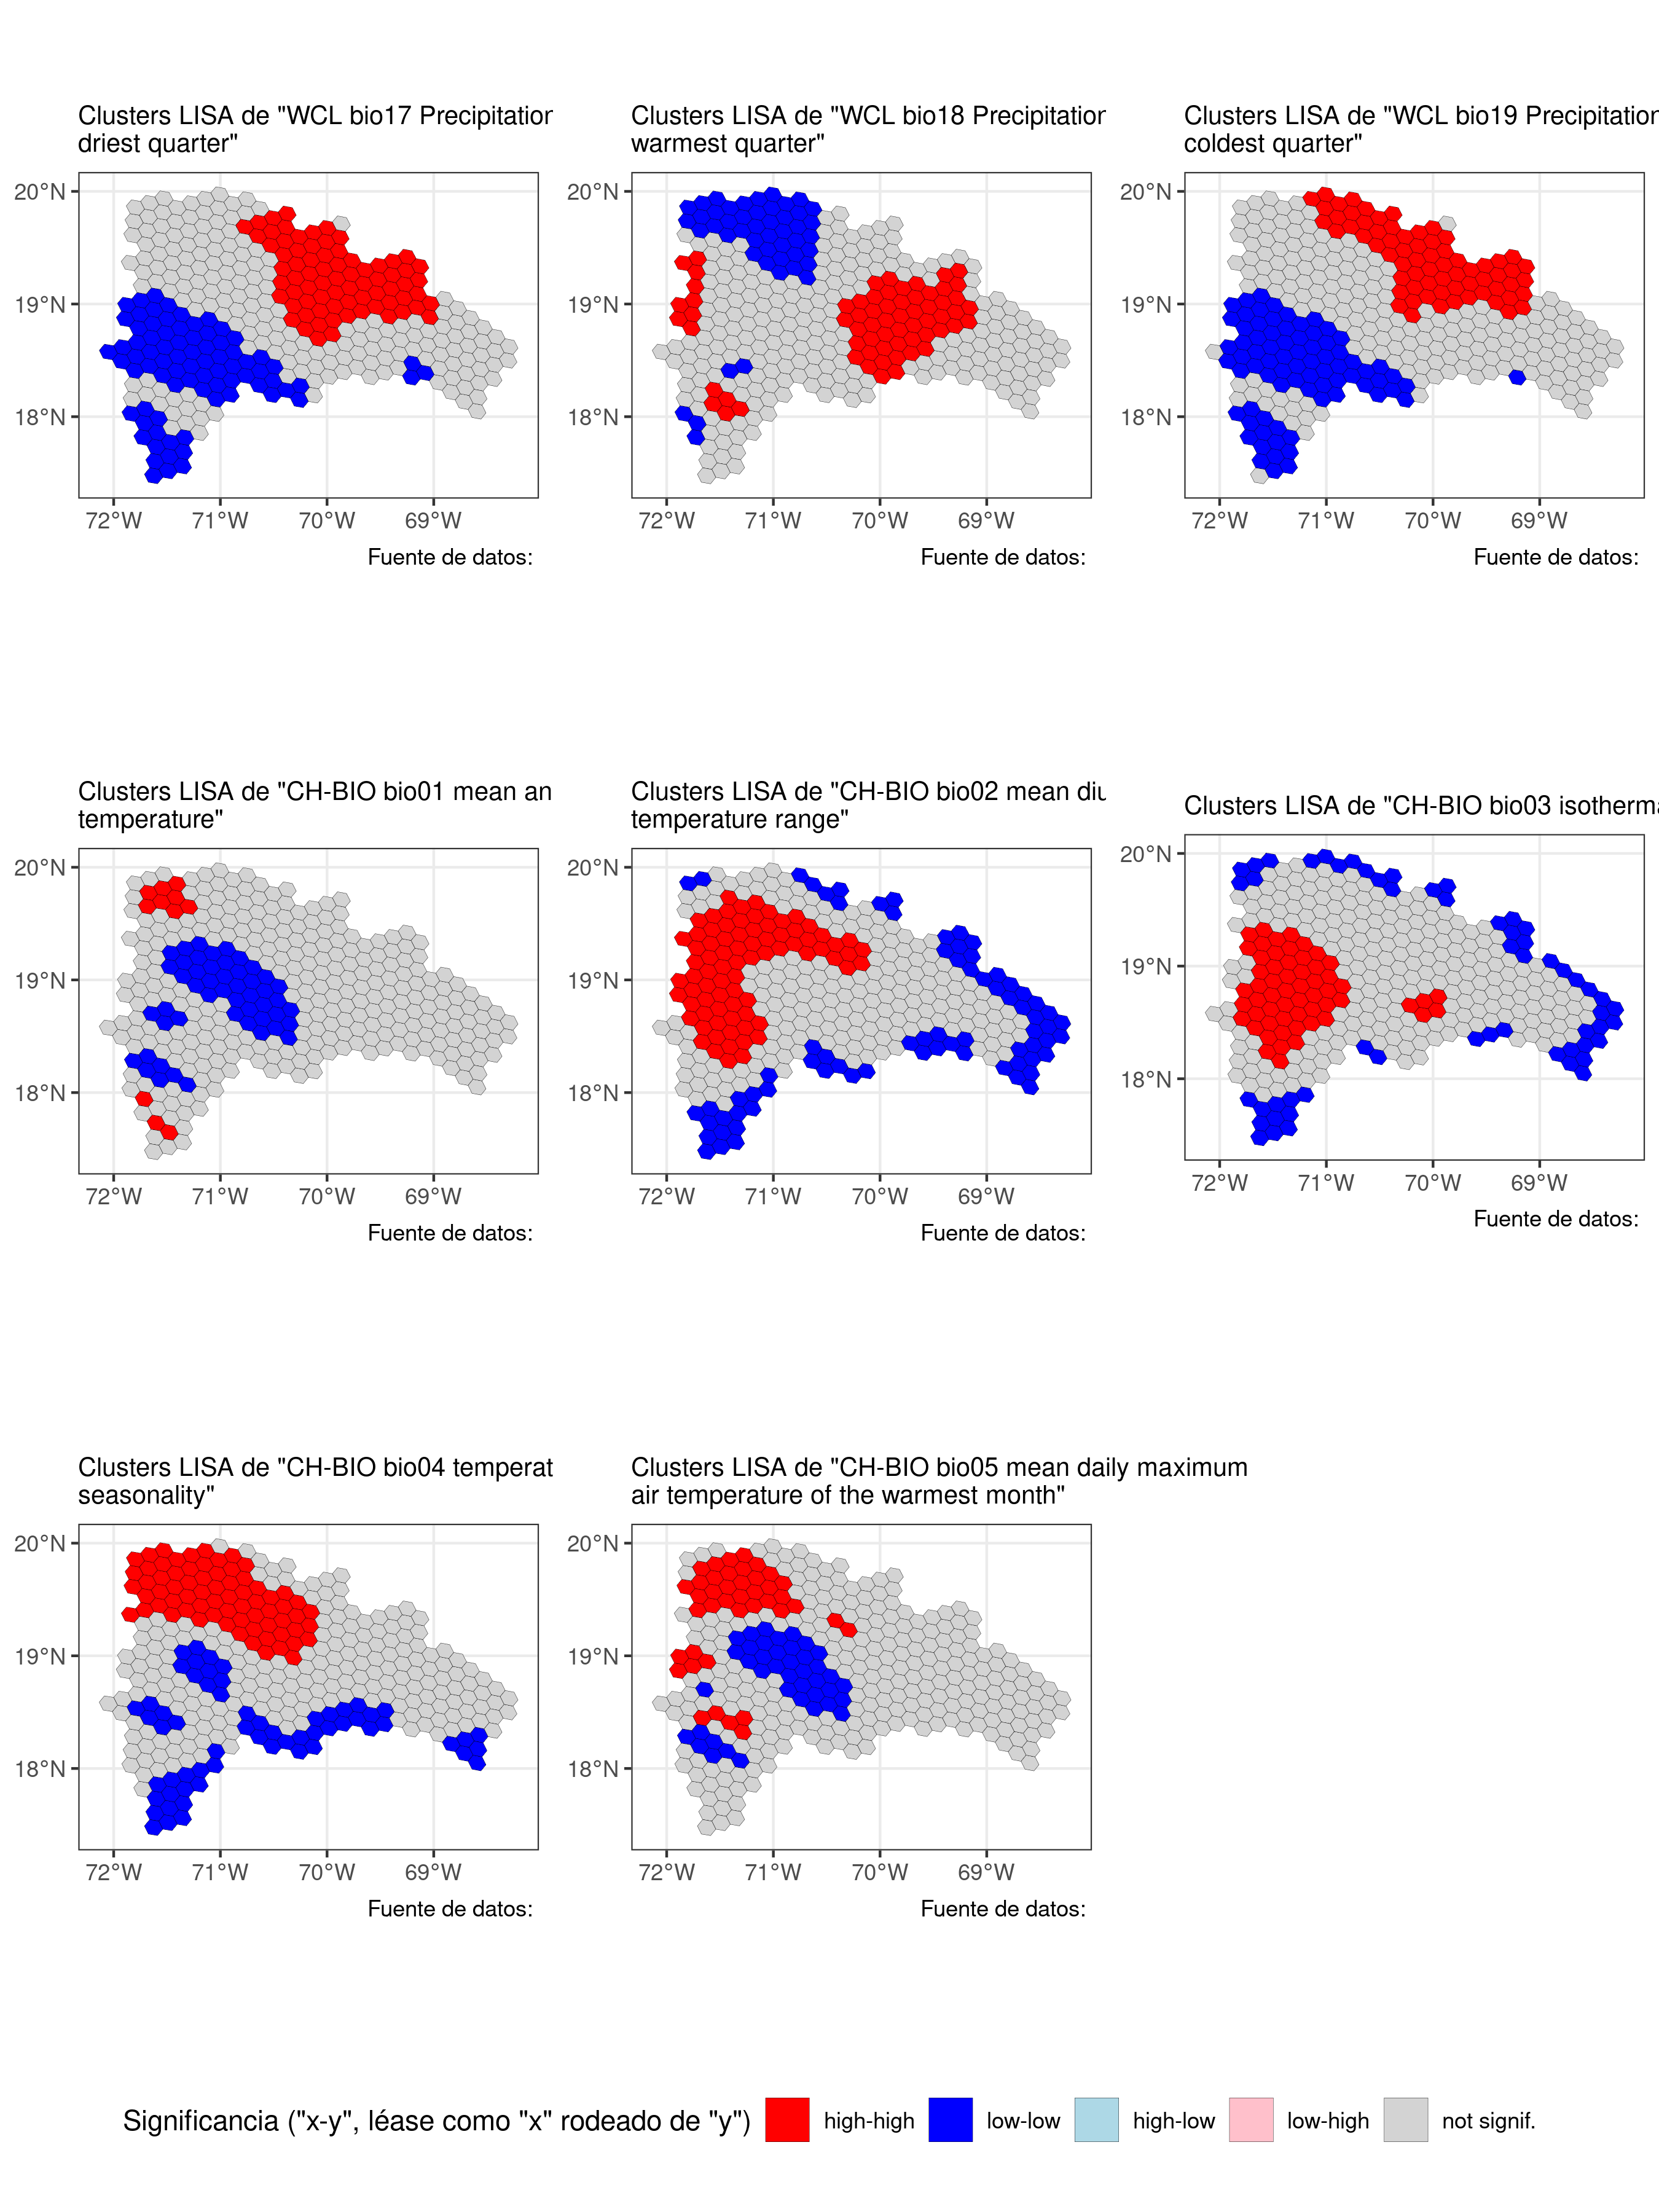 Clusters LISA de "WCL bio17 Precipitation
driest quarter"
20°N
19°N
18°N
72°W 71°W 70°W 69°W
Fuente de datos:
Clusters LISA de "WCL bio18 Precipitation
warmest quarter"
20°N
19°N
18°N
72°W 71°W 70°W 69°W
Fuente de datos:
Clusters LISA de "WCL bio19 Precipitation
coldest quarter"
20°N
19°N
18°N
72°W 71°W 70°W 69°W
Fuente de datos:
Clusters LISA de "CH-BIO bio01 mean an
temperature"
20°N
19°N
18°N
72°W 71°W 70°W 69°W
Fuente de datos:
Clusters LISA de "CH-BIO bio02 mean diu
temperature range"
20°N
19°N
18°N
72°W 71°W 70°W 69°W
Fuente de datos:
Clusters LISA de "CH-BIO bio03 isotherma
20°N
19°N
18°N
72°W 71°W 70°W 69°W
Fuente de datos:
Clusters LISA de "CH-BIO bio04 temperat
seasonality"
20°N
19°N
18°N
72°W 71°W 70°W 69°W
Fuente de datos:
Clusters LISA de "CH-BIO bio05 mean daily maximum
air temperature of the warmest month"
20°N
19°N
18°N
72°W 71°W 70°W 69°W
Fuente de datos:
Significancia ("x-y", léase como "x" rodeado de "y") high-high low-low high-low low-high not signif.